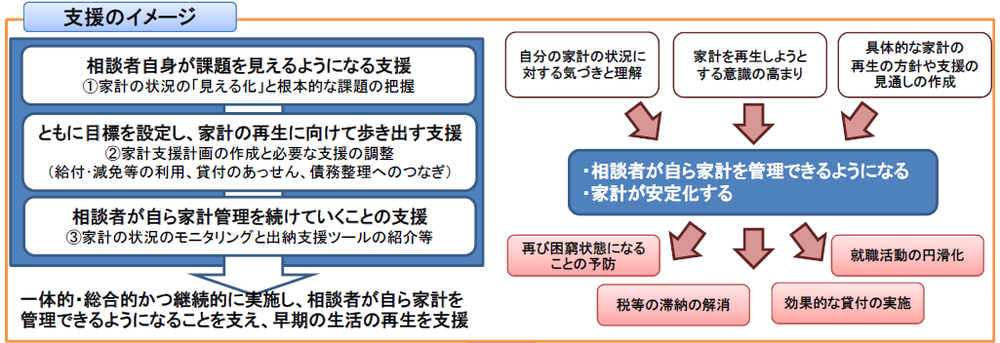 支援のイメージ
相談者自身が課題を見えるようになる支援
①家計の状況の「見える化」と根本的な課題の把握
ともに目標を設定し、家計の再生に向けて歩き出す支援
②家計支援計画の作成と必要な支援の調整
(給付・減免等の利用、貸付のあっせん、債務整理へのつなぎ)
相談者が自ら家計管理を続けていくことの支援
③家計の状況のモニタリングと出納支援ツールの紹介等
一体的・総合的かつ継続的に実施し、相談者が自ら家計を
管理できるようになることを支え、早期の生活の再生を支援
自分の家計の状況に
対する気づきと理解
家計を再生しようと
する意識の高まり
具体的な家計の
再生の方針や支援の
見通しの作成
・相談者が自ら家計を管理できるようになる
・家計が安定化する
再び困窮状態になる
ことの予防
税等の滞納の解消
効果的な貸付の実施
就職活動の円滑化